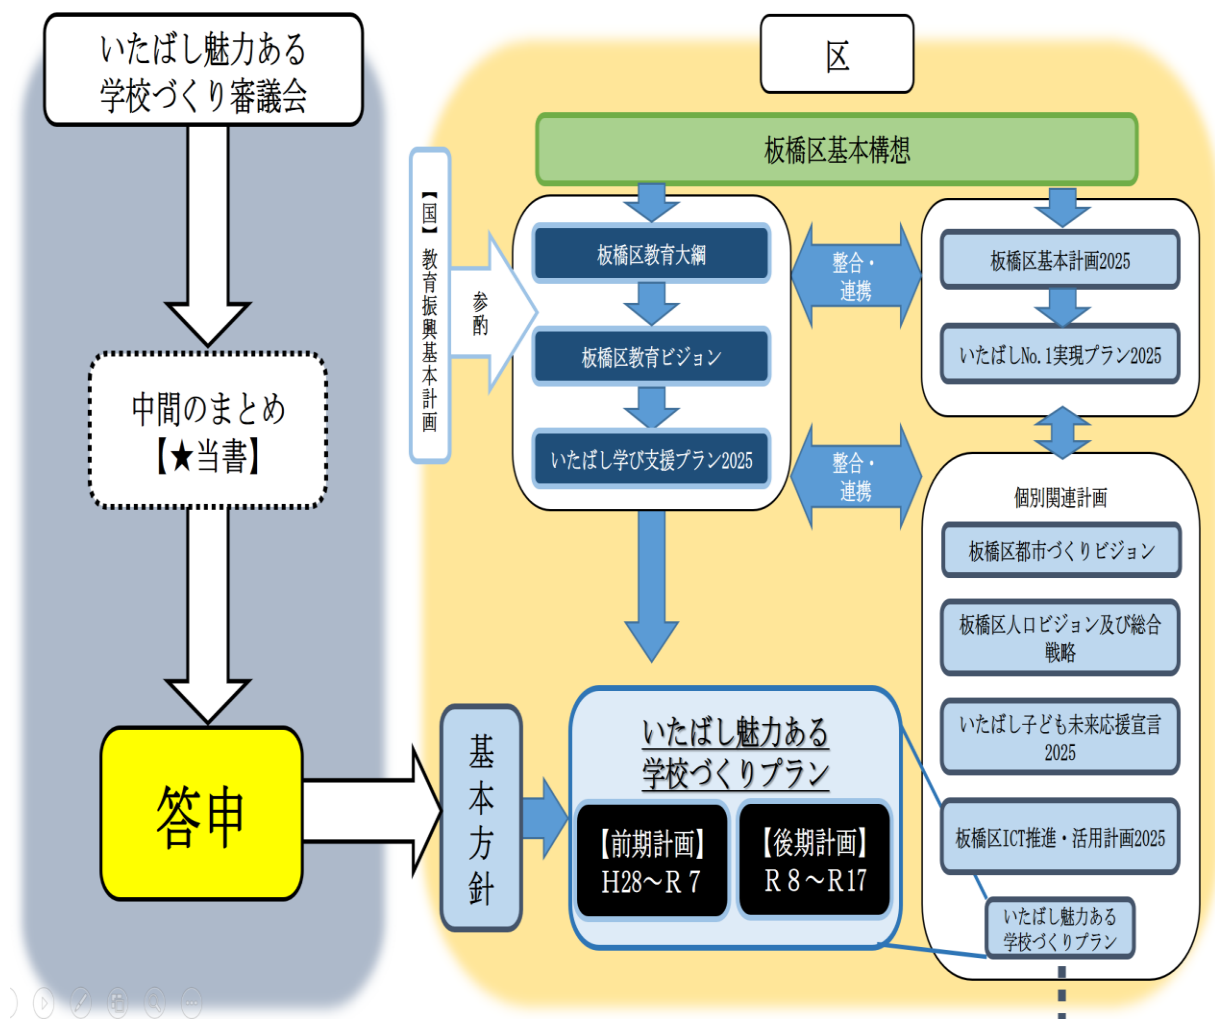 いたばし魅力ある
学校づくり審議会
中間のまとめ
【★当書】
答申
区
板橋区基本構想
【国】教育振興基本計画
参酌
板橋区教育大綱
板橋区教育ビジョン
いたばし学び支援プラン2025
整合・
連携
整合・
連携
板橋区基本計画2025
いたばしNo.1実現プラン2025
個別関連計画
板橋区都市づくりビジョン
板橋区人口ビジョン及び総合
戦略
いたばし子ども未来応援宣言
2025
板橋区ICT推進・活用計画2025
いたばし魅力ある
学校づくりプラン
基本方針
いたばし魅力ある
学校づくりプラン
【前期計画】
H28～R７
【後期計画】
R８～R17